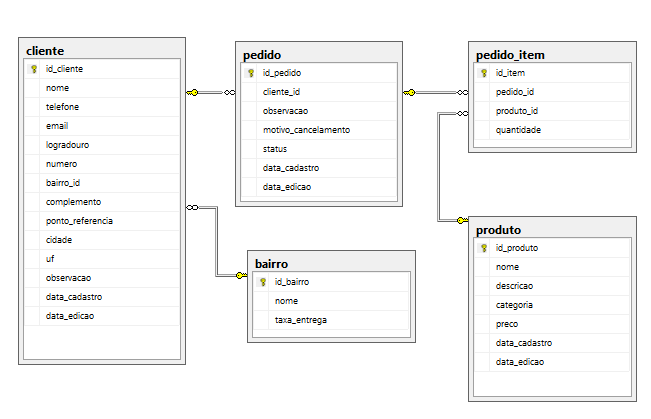 cliente
id_cliente
nome
telefone
email
logradouro
numero
bairro_id
complemento
ponto_referencia
cidade
uf
observacao
data_cadastro
data_edicao
pedido
id_pedido
cliente_id
observacao
motivo_cancelamento
status
data_cadastro
data_edicao
pedido_item
id_item
pedido_id
produto_id
quantidade
bairro
id_bairro
nome
taxa_entrega
produto
id_produto
nome
descricao
categoria
preco
data_cadastro
data_edicao